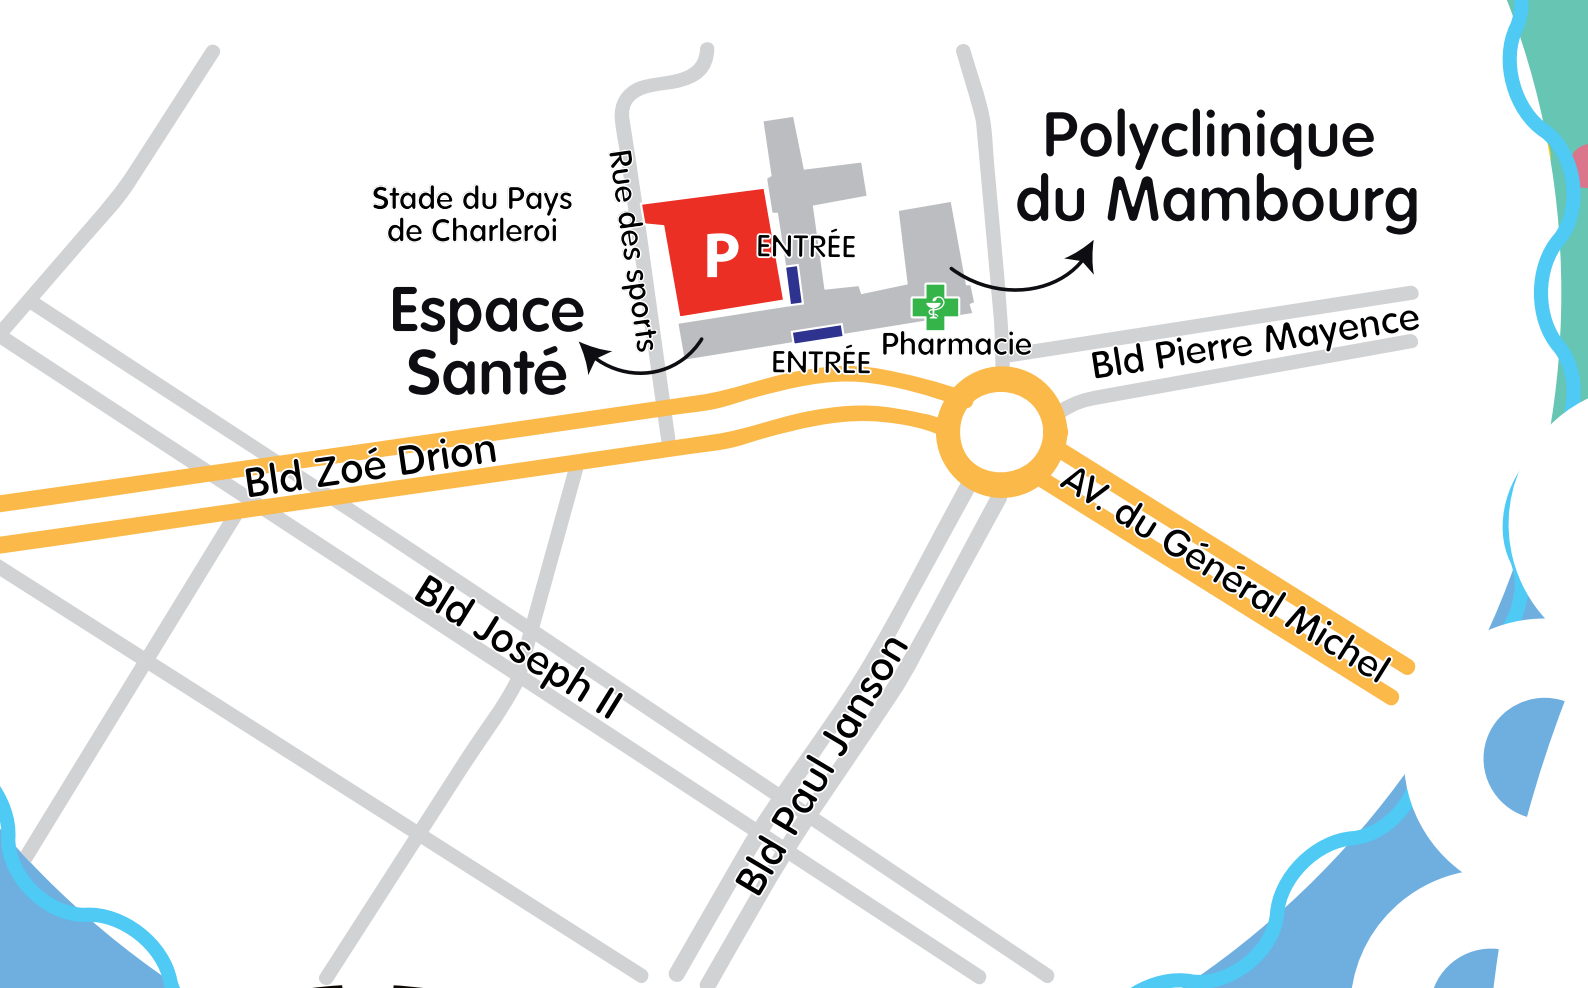 Polyclinique
du Mambourg
Rue des sports
Stade du Pays
de Charleroi
P
ENTRÉE
Espace
Santé
Pharmacie
ENTRÉE
Bld Pierre Mayence
Bld Zoé Drion
AV. du Général Michel
Bld Joseph II
Bld Paul Janson